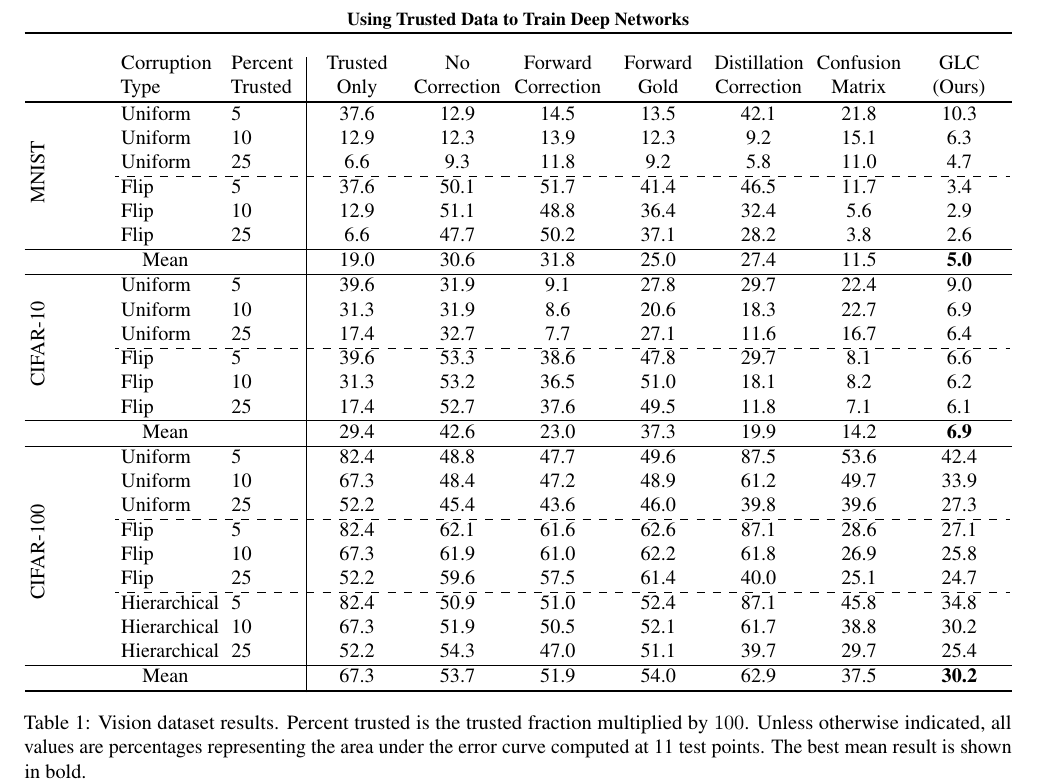 Using Trusted Data to Train Deep Networks
Corruption Percent Trusted No Forward Forward Distillation Confusion GLC
Type Trusted Only Correction Correction Gold Correction Matrix (Ours)
MNIST
Uniform 5 37.6 12.9 14.5 13.5 42.1 21.8 10.3
Uniform 10 12.9 12.3 13.9 12.3 9.2 15.1 6.3
Uniform 25 6.6 9.3 11.8 9.2 5.8 11.0 4.7
Flip 5 37.6 50.1 51.7 41.4 46.5 11.7 3.4
Flip 10 12.9 51.1 48.8 36.4 32.4 5.6 2.9
Flip 25 6.6 47.7 50.2 37.1 28.2 3.8 2.6
Mean 19.0 30.6 31.8 25.0 27.4 11.5 5.0
CIFAR-10
Uniform 5 39.6 31.9 9.1 27.8 29.7 22.4 9.0
Uniform 10 31.3 31.9 8.6 20.6 18.3 22.7 6.9
Uniform 25 17.4 32.7 7.7 27.1 11.6 16.7 6.4
Flip 5 39.6 53.3 38.6 47.8 29.7 8.1 6.6
Flip 10 31.3 53.2 36.5 51.0 18.1 8.2 6.2
Flip 25 17.4 52.7 37.6 49.5 11.8 7.1 6.1
Mean 29.4 42.6 23.0 37.3 19.9 14.2 6.9
CIFAR-100
Uniform 5 82.4 48.8 47.7 49.6 87.5 53.6 42.4
Uniform 10 67.3 48.4 47.2 48.9 61.2 49.7 33.9
Uniform 25 52.2 45.4 43.6 46.0 39.8 39.6 27.3
Flip 5 82.4 62.1 61.6 62.6 87.1 28.6 27.1
Flip 10 67.3 61.9 61.0 62.2 61.8 26.9 25.8
Flip 25 52.2 59.6 57.5 61.4 40.0 25.1 24.7
Hierarchical 5 82.4 50.9 51.0 52.4 87.1 45.8 34.8
Hierarchical 10 67.3 51.9 50.5 52.1 61.7 38.8 30.2
Hierarchical 25 52.2 54.3 47.0 51.1 39.7 29.7 25.4
Mean 67.3 53.7 51.9 54.0 62.9 37.5 30.2
Table 1: Vision dataset results. Percent trusted is the trusted fraction multiplied by 100. Unless otherwise indicated, all
values are percentages representing the area under the error curve computed at 11 test points. The best mean result is shown
in bold.